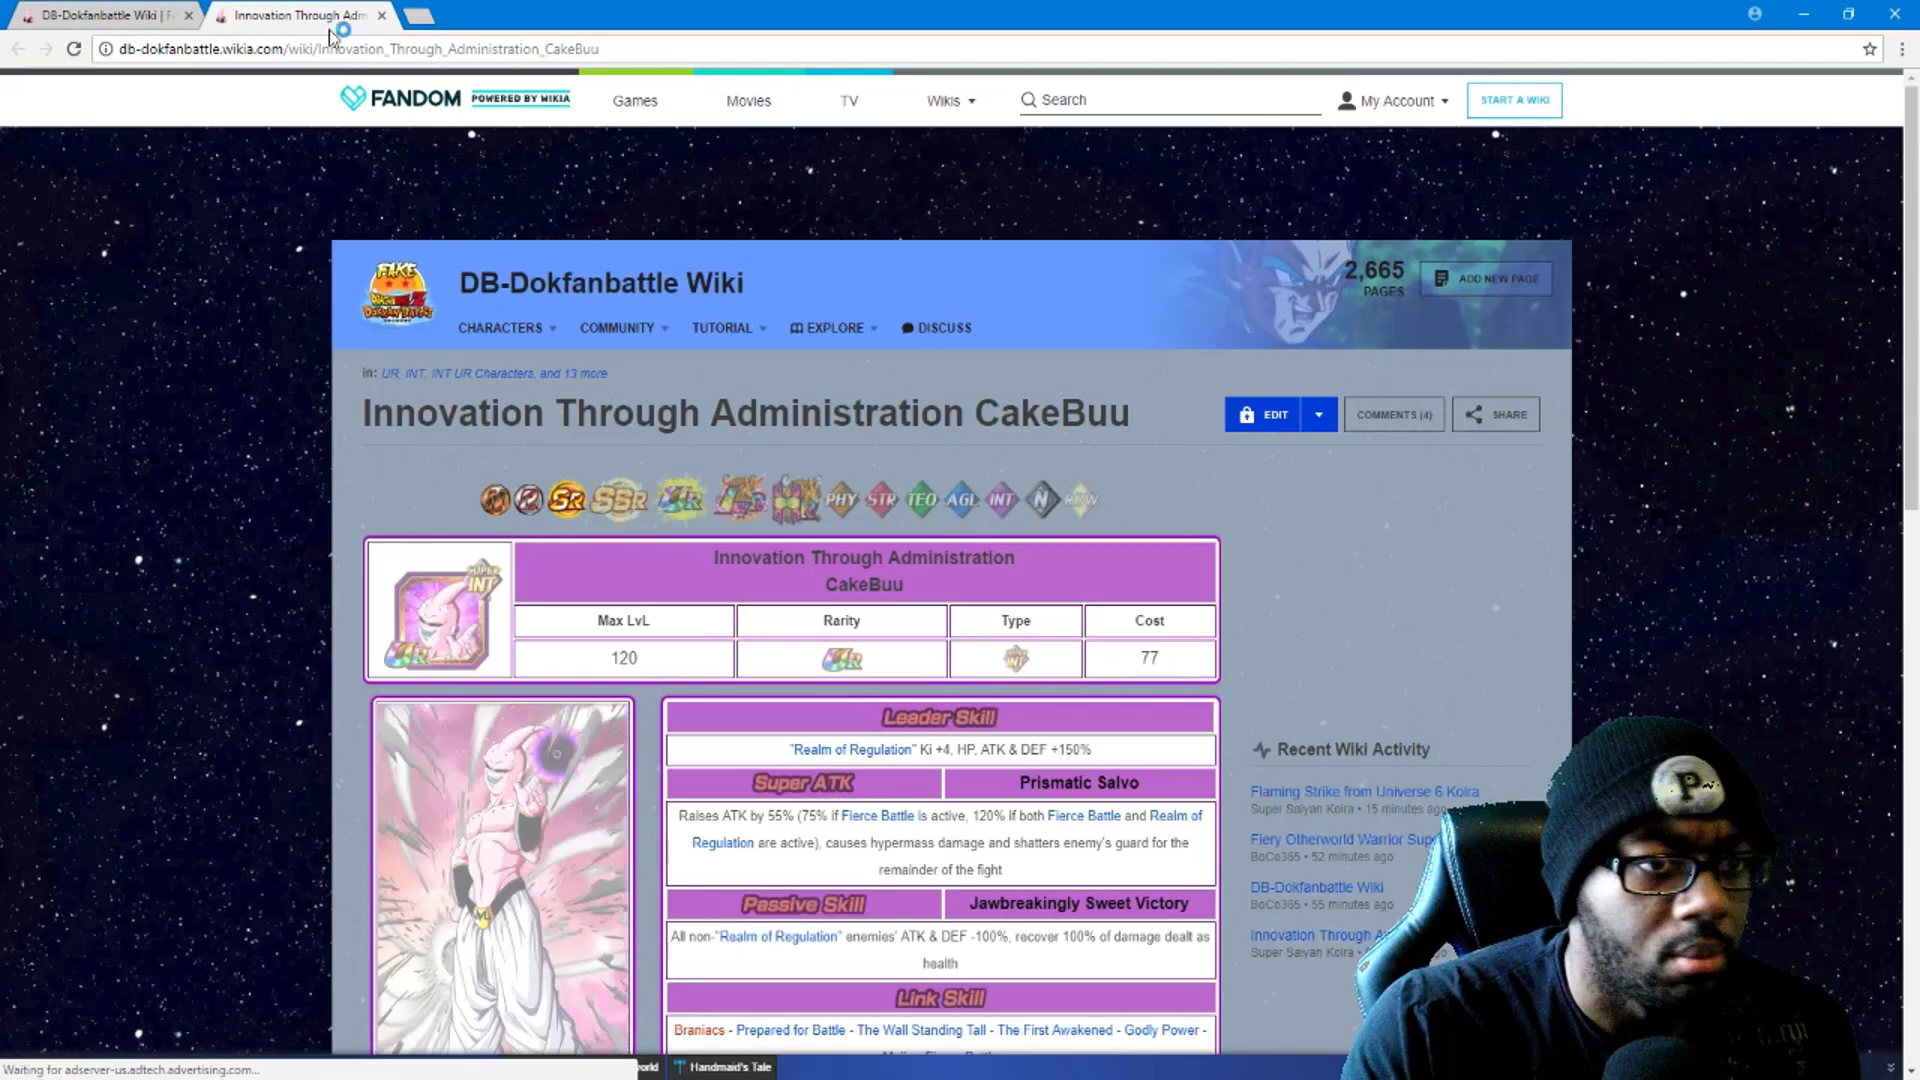 DB-Dokfanbattle Wiki | F
Innovation Through Adm
db-dokfanbattle.wikia.com/wiki/Innovation_Through_Administration_CakeBuu
FANDOM POWERED BY WIKIA Games Movies TV Wikis Search My Account START A WIKI
DB-Dokfanbattle Wiki
2,665
PAGES
ADD NEW PAGE
CHARACTERS COMMUNITY TUTORIAL EXPLORE DISCUSS
in: UR, INT, INT UR Characters, and 13 more
Innovation Through Administration CakeBuu
EDIT COMMENTS (4) SHARE
N R SR SSR UR LR PHY STR TEQ AGL INT N
Innovation Through Administration
CakeBuu
SUPER INT
UR
Max LvL Rarity Type Cost
120 UR INT 77
Leader Skill
"Realm of Regulation" Ki +4, HP, ATK & DEF +150%
Super ATK Prismatic Salvo
Raises ATK by 55% (75% if Fierce Battle is active, 120% if both Fierce Battle and Realm of
Regulation are active), causes hypermass damage and shatters enemy's guard for the
remainder of the fight
Passive Skill Jawbreakingly Sweet Victory
All non-"Realm of Regulation" enemies' ATK & DEF -100%, recover 100% of damage dealt as
health
Link Skill
Braniacs - Prepared for Battle - The Wall Standing Tall - The First Awakened - Godly Power -
Recent Wiki Activity
Flaming Strike from Universe 6 Koira
Super Saiyan Koira • 15 minutes ago
Fiery Otherworld Warrior Sup
BoCo365 • 52 minutes ago
DB-Dokfanbattle Wiki
BoCo365 • 55 minutes ago
Innovation Through A
Super Saiyan Koira
Waiting for adserver-us.adtech.advertising.com...
world
Handmaid's Tale